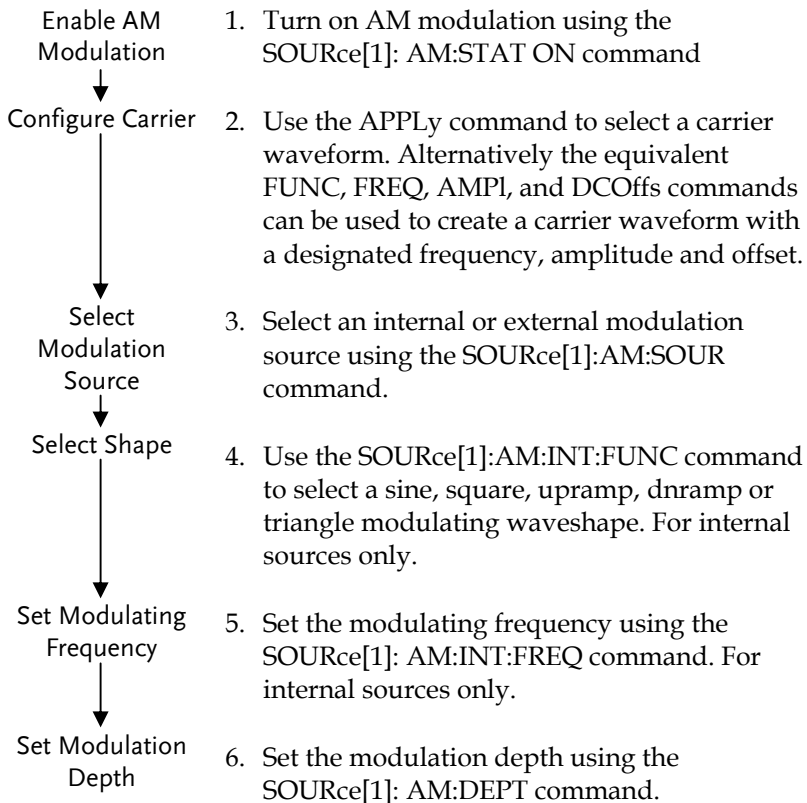 Enable AM
Modulation
1. Turn on AM modulation using the
SOURce[1]: AM:STAT ON command
Configure Carrier
2. Use the APPLy command to select a carrier
waveform. Alternatively the equivalent
FUNC, FREQ, AMPl, and DCOffs commands
can be used to create a carrier waveform with
a designated frequency, amplitude and offset.
Select
Modulation
Source
3. Select an internal or external modulation
source using the SOURce[1]:AM:SOUR
command.
Select Shape
4. Use the SOURce[1]:AM:INT:FUNC command
to select a sine, square, upramp, dnramp or
triangle modulating waveshape. For internal
sources only.
Set Modulating
Frequency
5. Set the modulating frequency using the
SOURce[1]: AM:INT:FREQ command. For
internal sources only.
Set Modulation
Depth
6. Set the modulation depth using the
SOURce[1]: AM:DEPT command.